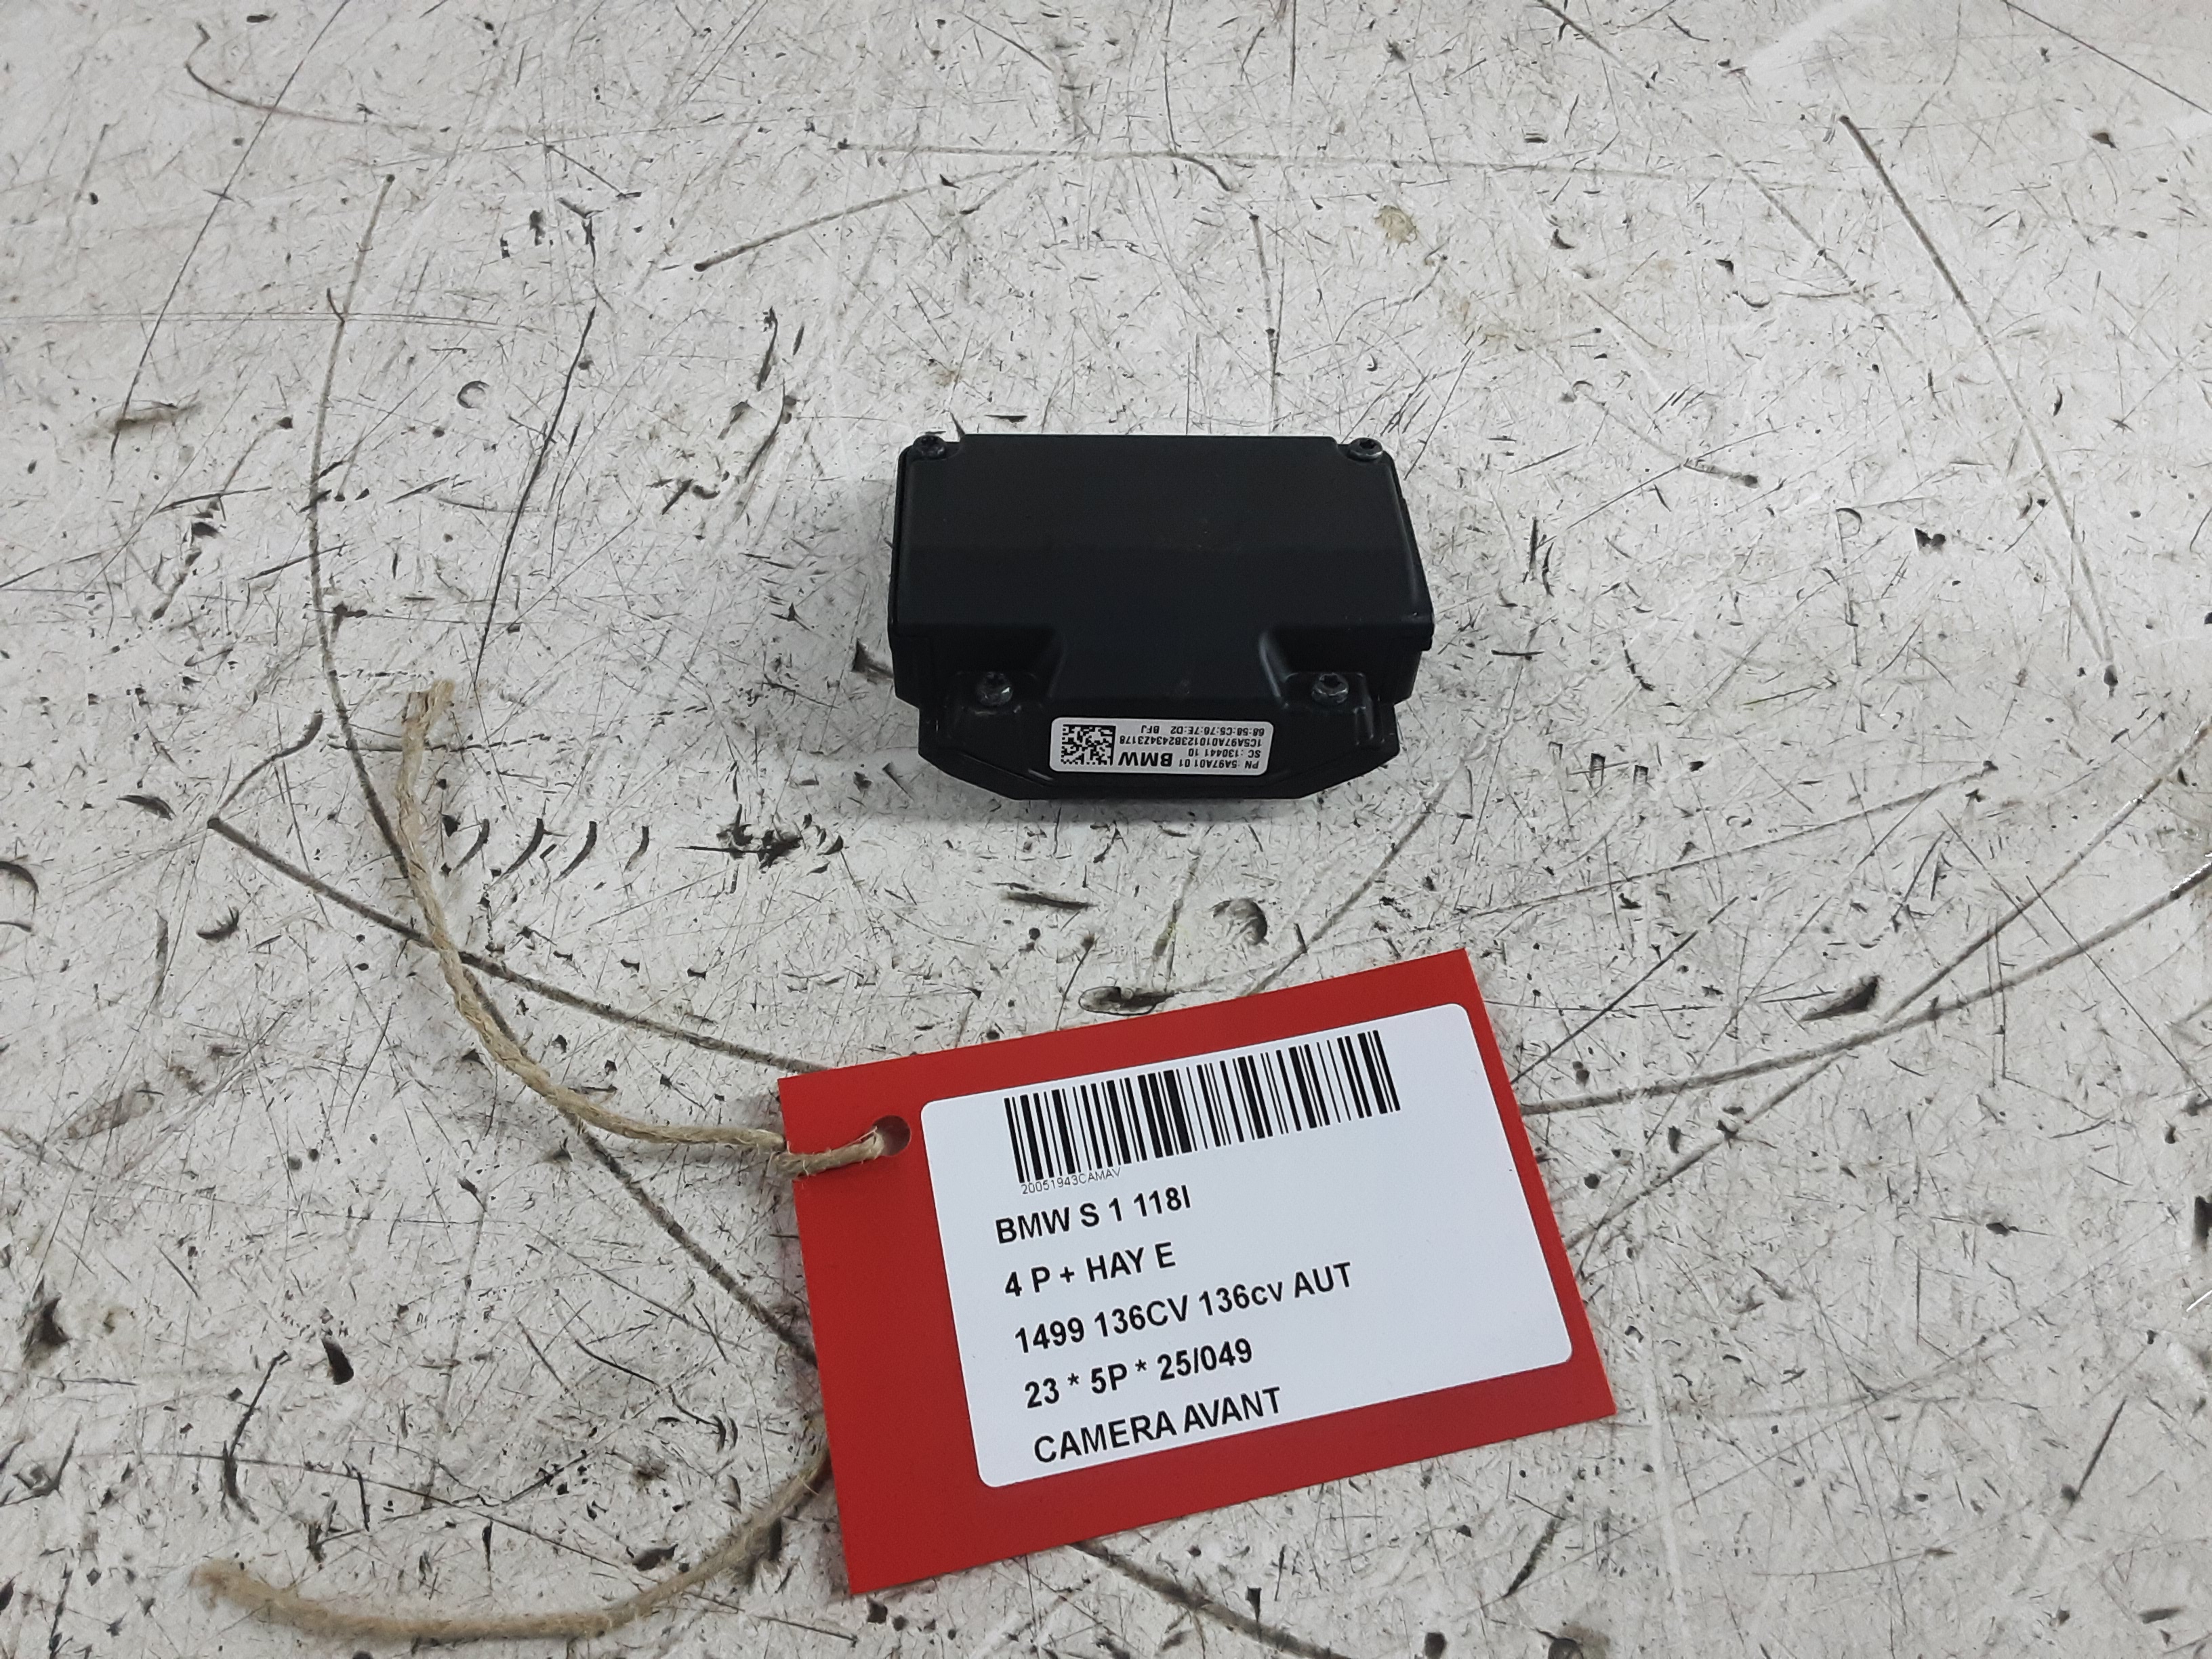 PN :5A97A01 01
SC :130441 10
BMW
1C5A97A010123B2434Z3178
68:58:C5:76:7E:D2 BFJ
20051943CAMAV
BMW S 1 118I
4 P + HAY E
1499 136CV 136cv AUT
23 * 5P * 25/049
CAMERA AVANT